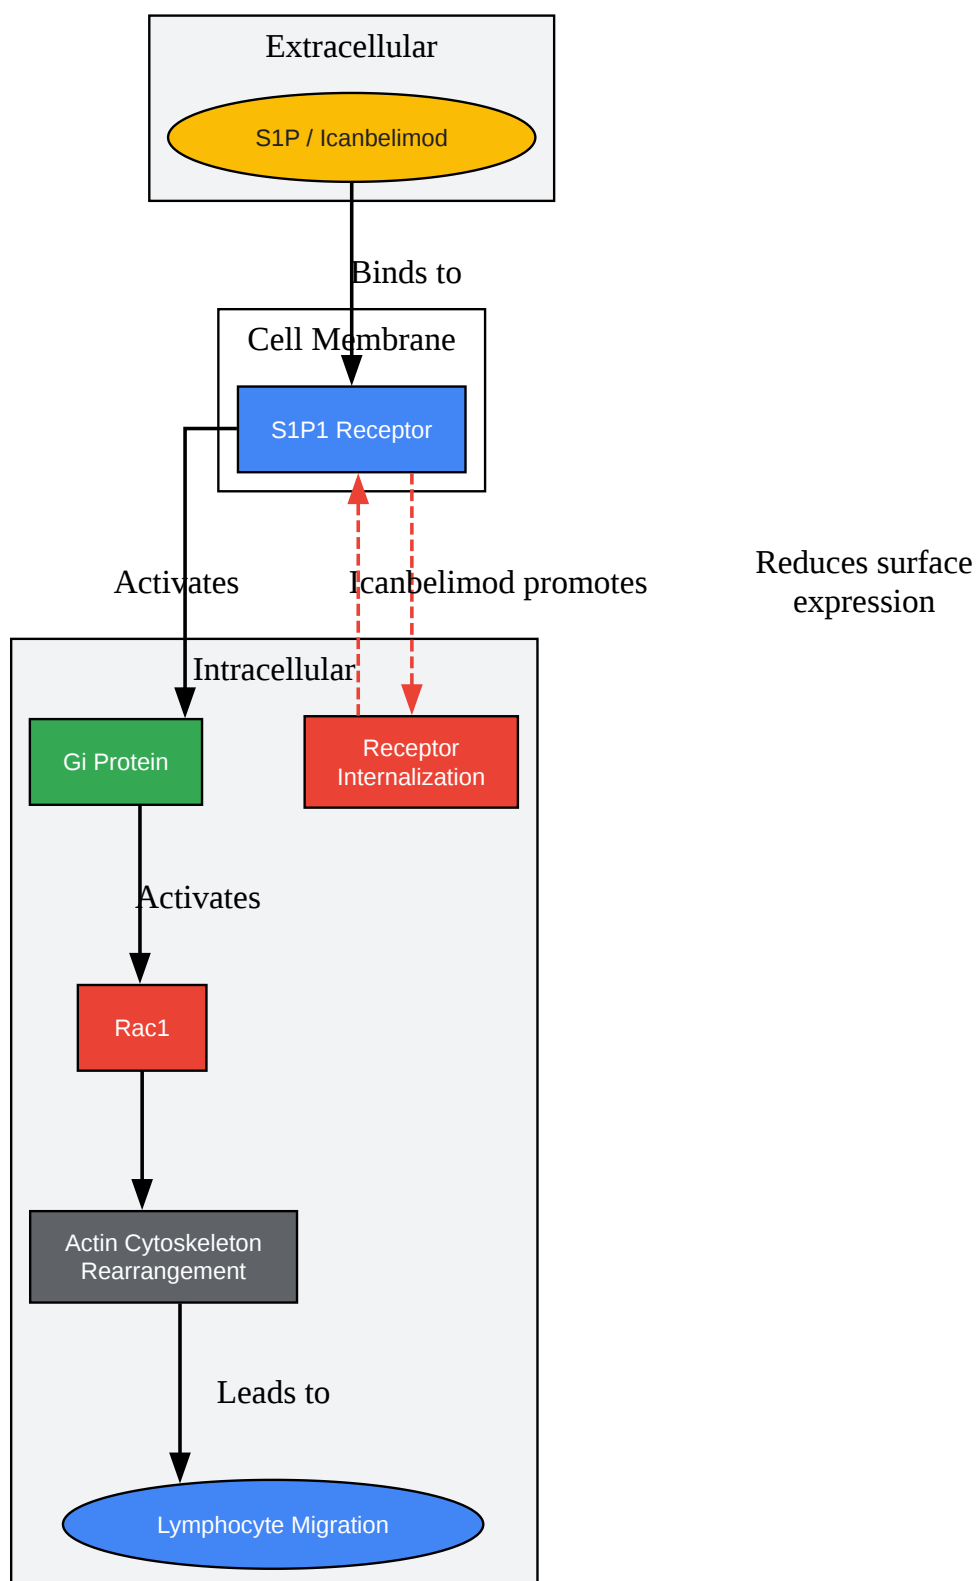 Extracellular
S1P / Icanbelimod
Binds to
Cell Membrane
S1P1 Receptor
Activates
Icanbelimod promotes
Reduces surface
expression
Intracellular
Gi Protein
Receptor
Internalization
Activates
Rac1
Actin Cytoskeleton
Rearrangement
Leads to
Lymphocyte Migration